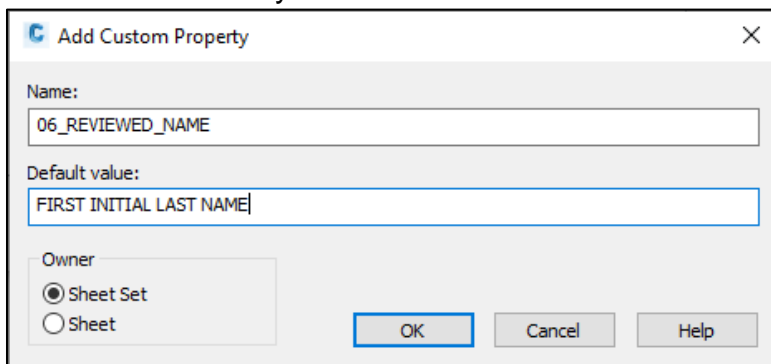 Add Custom Property
Name:
06_REVIEWED_NAME
Default value:
FIRST INITIAL LAST NAME
Owner
Sheet Set
Sheet
OK Cancel Help